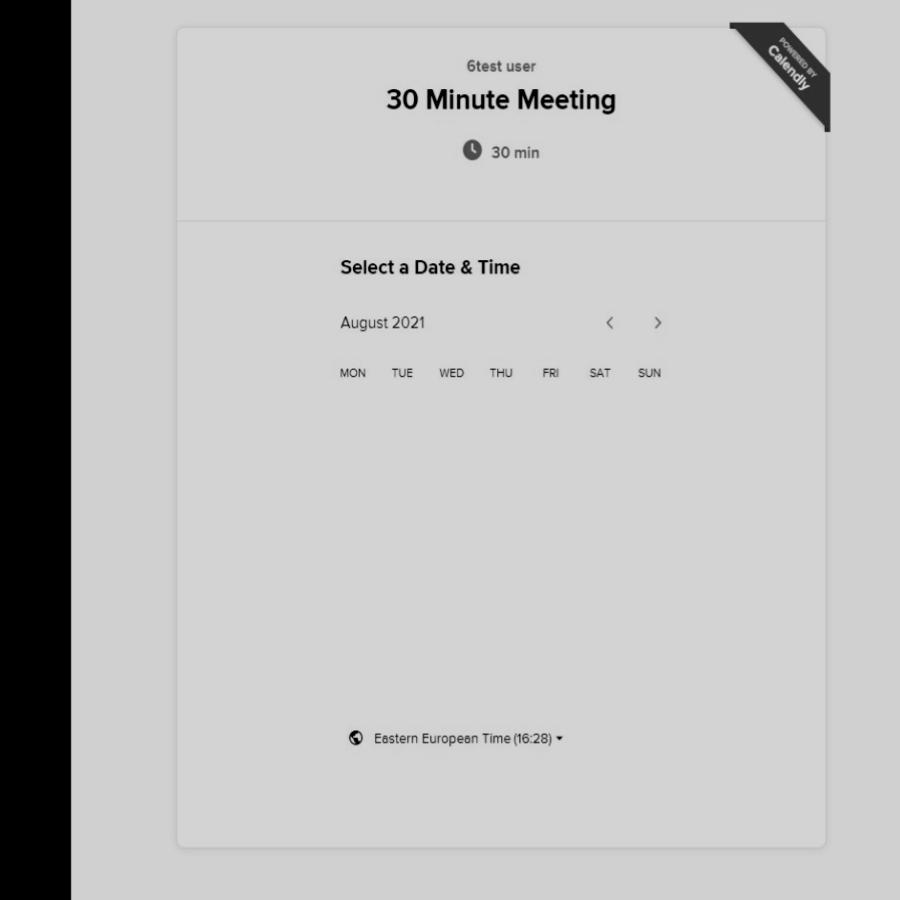 POWERED BY
Calendly
6test user
30 Minute Meeting
30 min
Select a Date & Time
August 2021
MON TUE WED THU FRI SAT SUN
Eastern European Time (16:28)